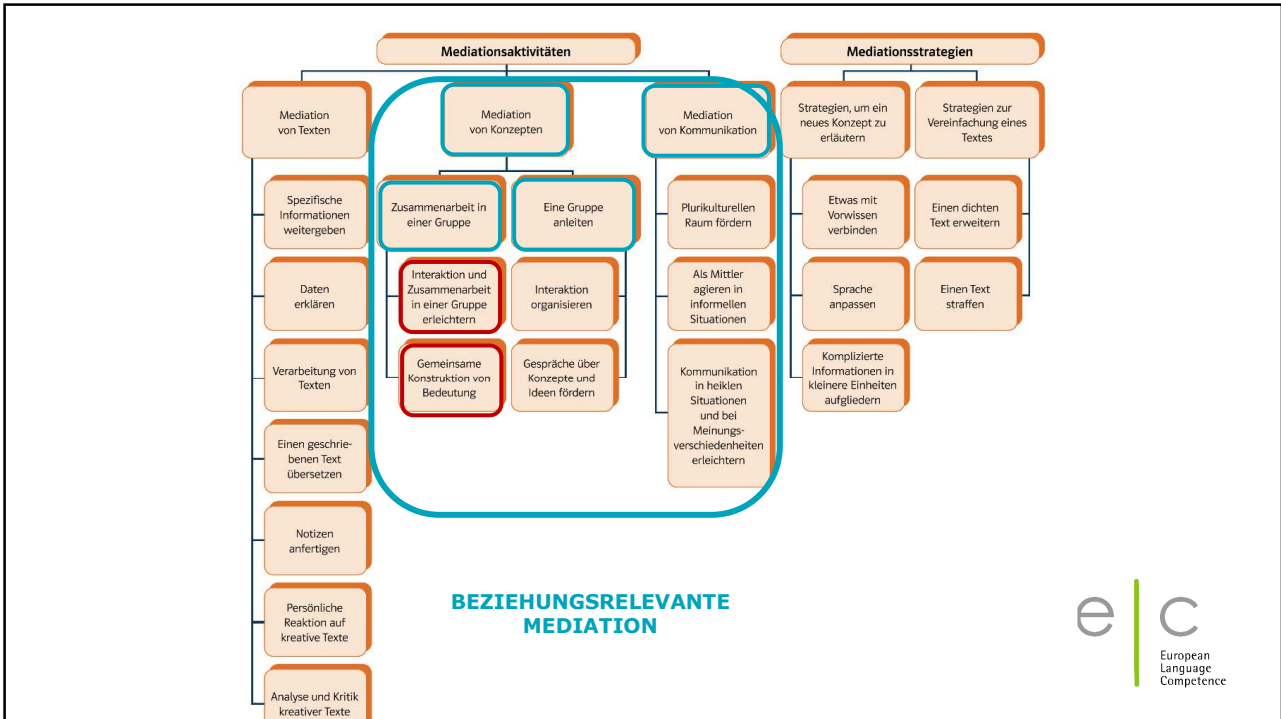 Mediationsaktivitäten
Mediationsstrategien
Mediation
von Texten
Mediation
von Konzepten
Mediation
von Kommunikation
Strategien, um ein
neues Konzept zu
erläutern
Strategien zur
Vereinfachung eines
Textes
Spezifische
Informationen
weitergeben
Zusammenarbeit in
einer Gruppe
Eine Gruppe
anleiten
Plurikulturellen
Raum fördern
Etwas mit
Vorwissen
verbinden
Einen dichten
Text erweitern
Daten
erklären
Interaktion und
Zusammenarbeit
in einer Gruppe
erleichtern
Interaktion
organisieren
Als Mittler
agieren in
informellen
Situationen
Sprache
anpassen
Einen Text
straffen
Verarbeitung von
Texten
Gemeinsame
Konstruktion von
Bedeutung
Gespräche über
Konzepte und
Ideen fördern
Kommunikation
in heiklen
Situationen
und bei
Meinungs-
verschiedenheiten
erleichtern
Komplizierte
Informationen in
kleinere Einheiten
aufgliedern
Einen geschrie-
benen Text
übersetzen
Notizen
anfertigen
Persönliche
Reaktion auf
kreative Texte
Analyse und Kritik
kreativer Texte
BEZIEHUNGSRELEVANTE
MEDIATION
e|c
European
Language
Competence